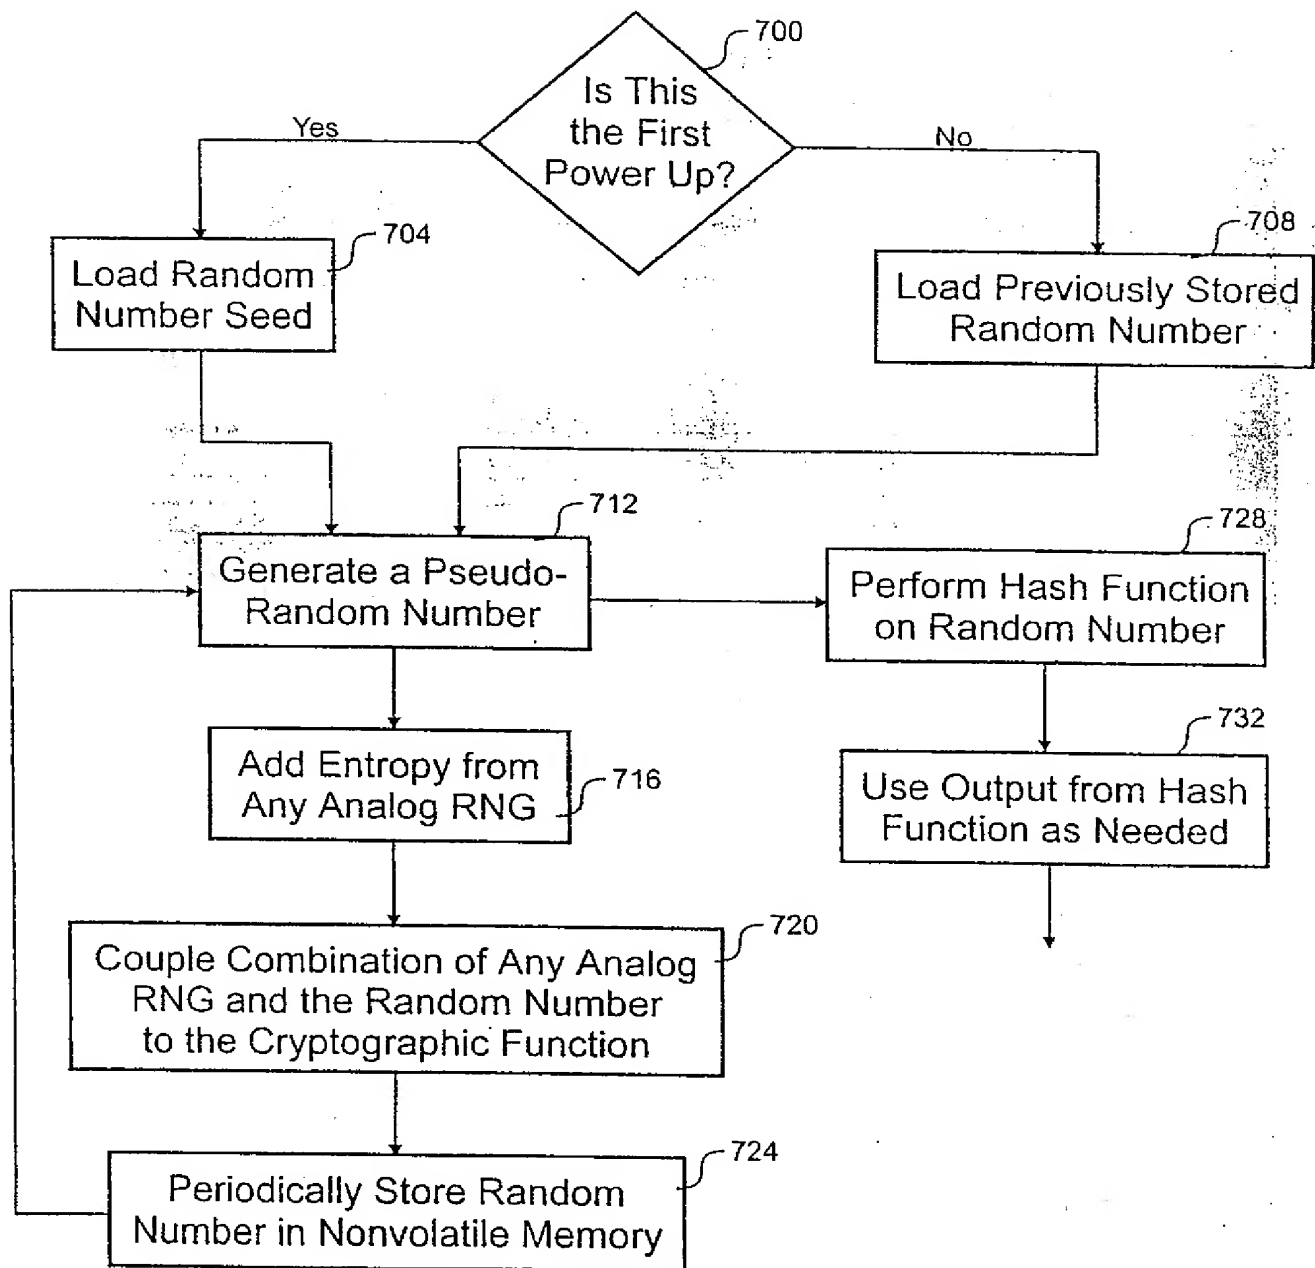 700
Is This
the First
Power Up?
Yes
No
704
Load Random
Number Seed
708
Load Previously Stored
Random Number
712
Generate a Pseudo-
Random Number
728
Perform Hash Function
on Random Number
Add Entropy from
Any Analog RNG
716
732
Use Output from Hash
Function as Needed
720
Couple Combination of Any Analog
RNG and the Random Number
to the Cryptographic Function
724
Periodically Store Random
Number in Nonvolatile Memory